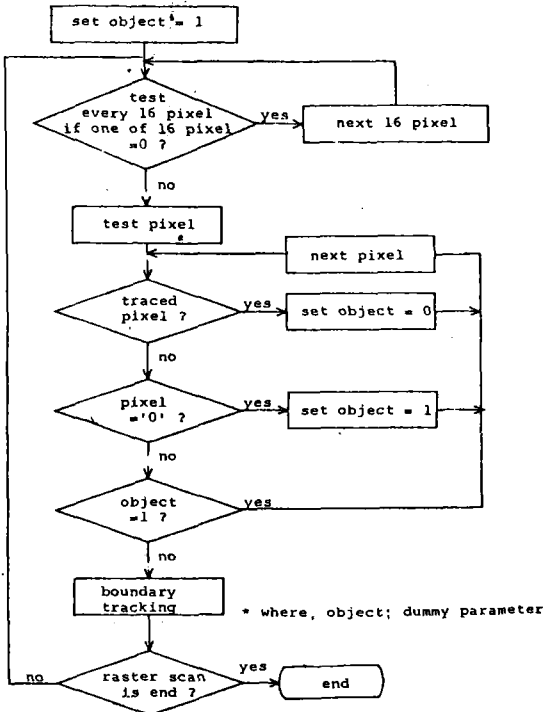 set object = 1
test
every 16 pixel
if one of 16 pixel
=0 ?
yes
next 16 pixel
no
test pixel
next pixel
traced
pixel ?
yes
set object = 0
no
pixel
='0' ?
yes
set object = 1
no
object
=1 ?
yes
no
boundary
tracking
* where, object; dummy parameter
no
raster scan
is end ?
yes
end